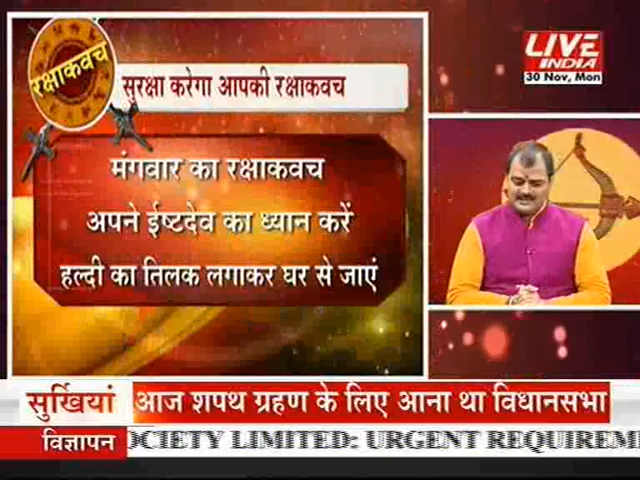 रक्षाकवच
सुरक्षा करेगा आपकी रक्षाकवच
मंगवार का रक्षाकवच
अपने ईष्टदेव का ध्यान करें
हल्दी का तिलक लगाकर घर से जाएं
LIVE
INDIA
30 Nov, Mon
सुर्खियां आज शपथ ग्रहण के लिए आना था विधानसभा
विज्ञापन OCIETY LIMITED: URGENT REQUIREM